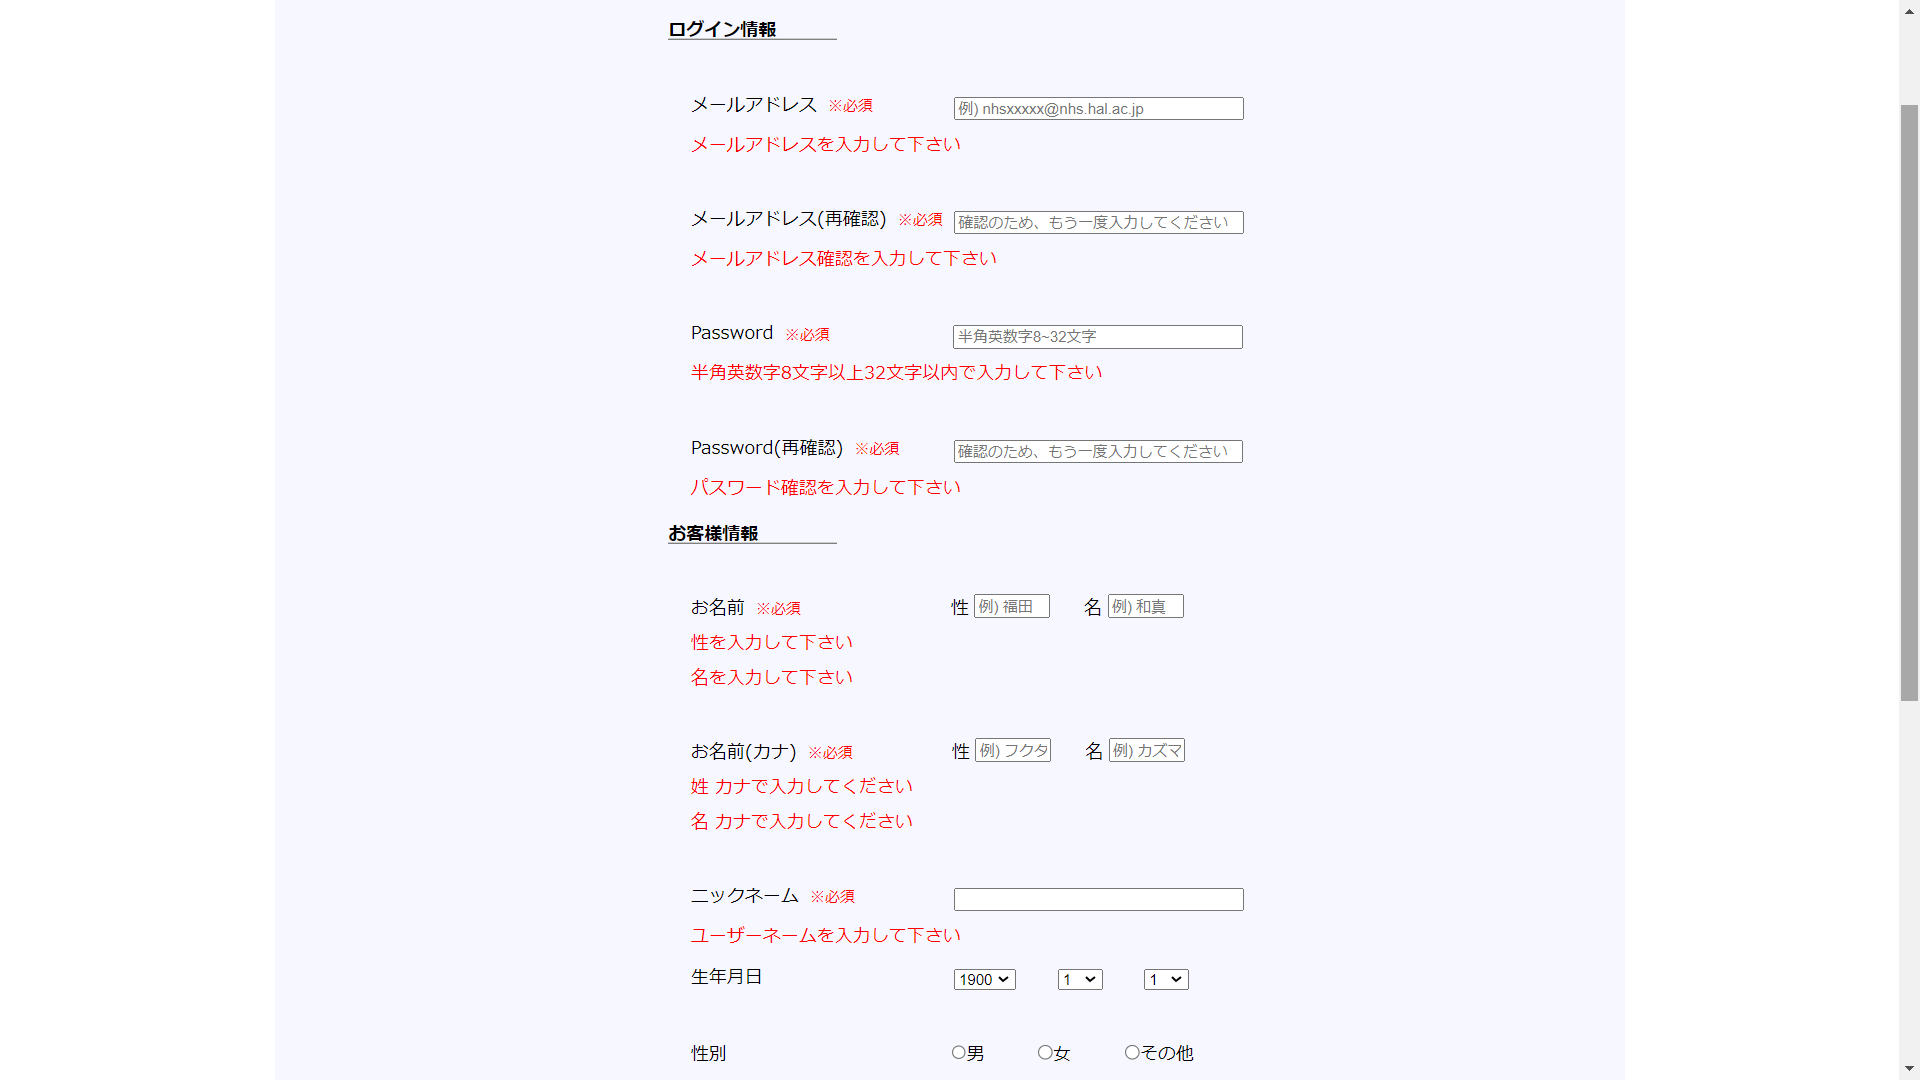 ログイン情報
メールアドレス ※必須 例) nhsxxxxx@nhs.hal.ac.jp
メールアドレスを入力して下さい
メールアドレス(再確認) ※必須 確認のため、もう一度入力してください
メールアドレス確認を入力して下さい
Password ※必須 半角英数字8~32文字
半角英数字8文字以上32文字以内で入力して下さい
Password(再確認) ※必須 確認のため、もう一度入力してください
パスワード確認を入力して下さい
お客様情報
お名前 ※必須 性 例) 福田 名 例) 和真
性を入力して下さい
名を入力して下さい
お名前(カナ) ※必須 性 例) フクタ 名 例) カズマ
姓 カナで入力してください
名 カナで入力してください
ニックネーム ※必須
ユーザーネームを入力して下さい
生年月日 1900 1 1
性別 男 女 その他